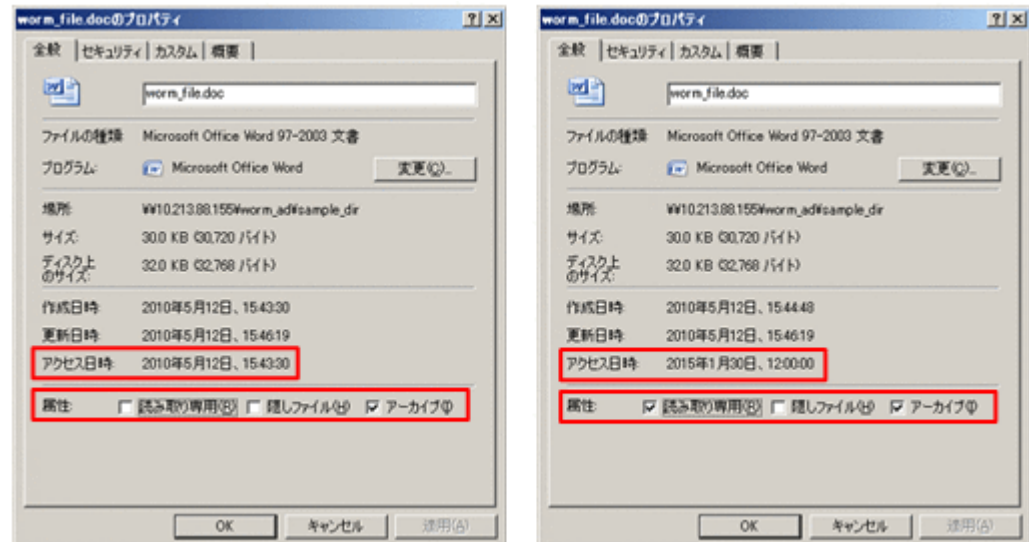 worm_file.docのプロパティ
全般 セキュリティ カスタム 概要
worm_file.doc
ファイルの種類: Microsoft Office Word 97-2003 文書
プログラム: Microsoft Office Word 変更(C)...
場所: ¥¥10.213.88.155¥worm_ad¥sample_dir
サイズ: 30.0 KB (30,720 バイト)
ディスク上
のサイズ: 32.0 KB (32,768 バイト)
作成日時: 2010年5月12日、15:43:30
更新日時: 2010年5月12日、15:46:19
アクセス日時: 2010年5月12日、15:43:30
属性: 読み取り専用(R) 隠しファイル(H) アーカイブ(I)
OK キャンセル 適用(A)
worm_file.docのプロパティ
全般 セキュリティ カスタム 概要
worm_file.doc
ファイルの種類: Microsoft Office Word 97-2003 文書
プログラム: Microsoft Office Word 変更(C)...
場所: ¥¥10.213.88.155¥worm_ad¥sample_dir
サイズ: 30.0 KB (30,720 バイト)
ディスク上
のサイズ: 32.0 KB (32,768 バイト)
作成日時: 2010年5月12日、15:44:48
更新日時: 2010年5月12日、15:46:19
アクセス日時: 2015年1月30日、12:00:00
属性: 読み取り専用(R) 隠しファイル(H) アーカイブ(I)
OK キャンセル 適用(A)